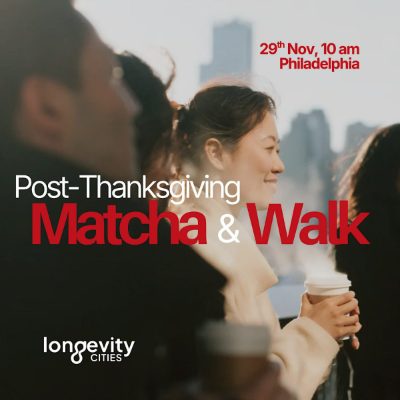 29th Nov, 10 am
Philadelphia
Post-Thanksgiving
Matcha & Walk
longevity
CITIES